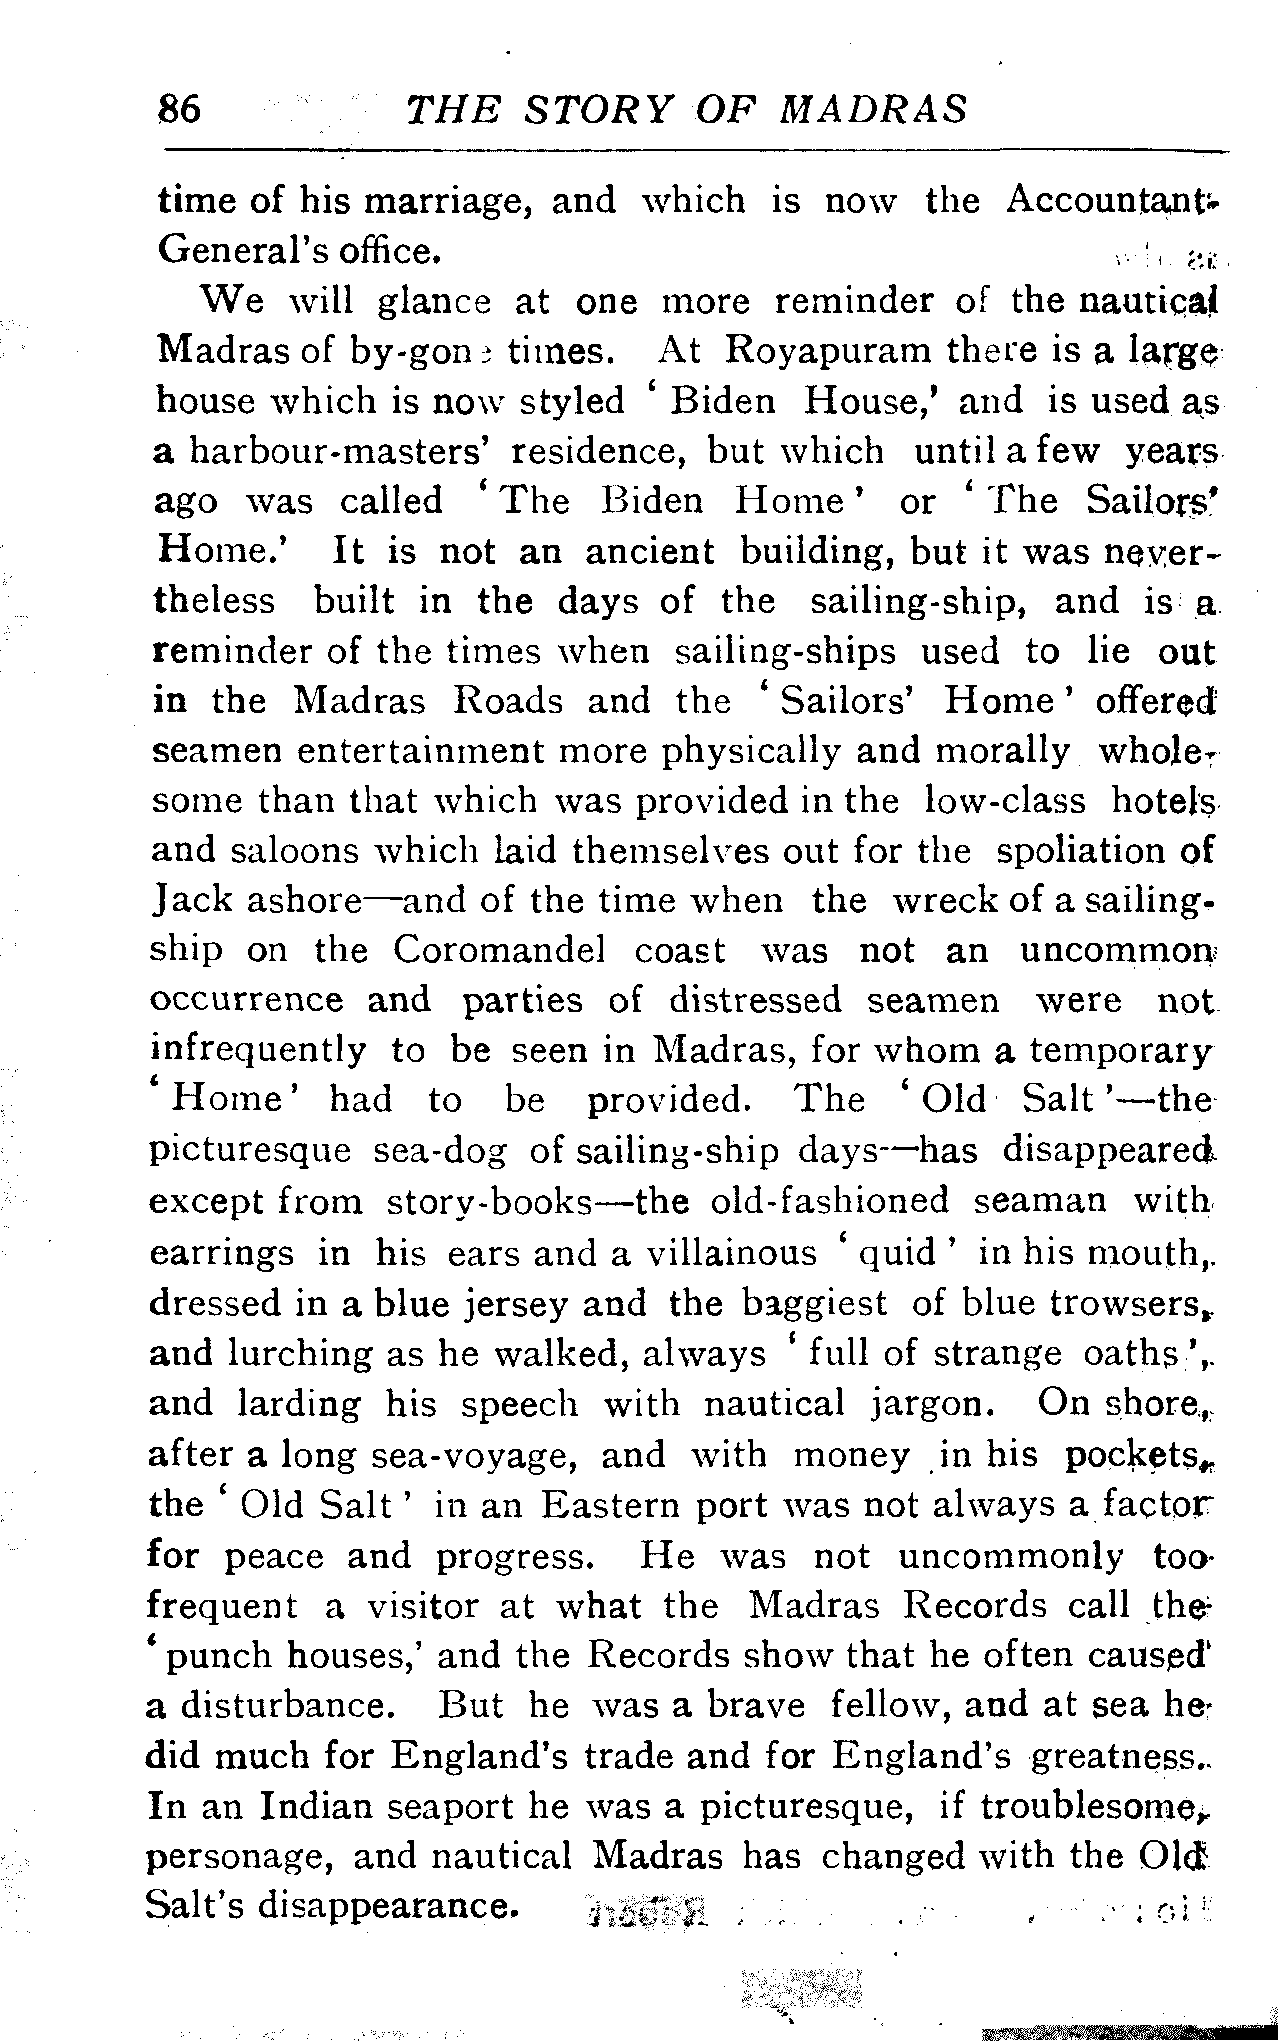 86 THE STORY OF MADRAS
time of his marriage, and which is now the Accountant-
General's office.
We will glance at one more reminder of the nautical
Madras of by-gone times. At Royapuram there is a large
house which is now styled ‘ Biden House,’ and is used as
a harbour-masters’ residence, but which until a few years
ago was called ‘ The Biden Home ’ or ‘ The Sailors’
Home.’ It is not an ancient building, but it was never-
theless built in the days of the sailing-ship, and is a
reminder of the times when sailing-ships used to lie out
in the Madras Roads and the ‘ Sailors’ Home ’ offered
seamen entertainment more physically and morally whole-
some than that which was provided in the low-class hotels
and saloons which laid themselves out for the spoliation of
Jack ashore—and of the time when the wreck of a sailing-
ship on the Coromandel coast was not an uncommon
occurrence and parties of distressed seamen were not
infrequently to be seen in Madras, for whom a temporary
‘ Home ’ had to be provided. The ‘ Old Salt ’—the
picturesque sea-dog of sailing-ship days—has disappeared
except from story-books—the old-fashioned seaman with
earrings in his ears and a villainous ‘ quid ’ in his mouth,
dressed in a blue jersey and the baggiest of blue trowsers,
and lurching as he walked, always ‘ full of strange oaths ’,
and larding his speech with nautical jargon. On shore,
after a long sea-voyage, and with money in his pockets,
the ‘ Old Salt ’ in an Eastern port was not always a factor
for peace and progress. He was not uncommonly too
frequent a visitor at what the Madras Records call the
‘ punch houses,’ and the Records show that he often caused
a disturbance. But he was a brave fellow, and at sea he
did much for England's trade and for England's greatness.
In an Indian seaport he was a picturesque, if troublesome,
personage, and nautical Madras has changed with the Old
Salt's disappearance.